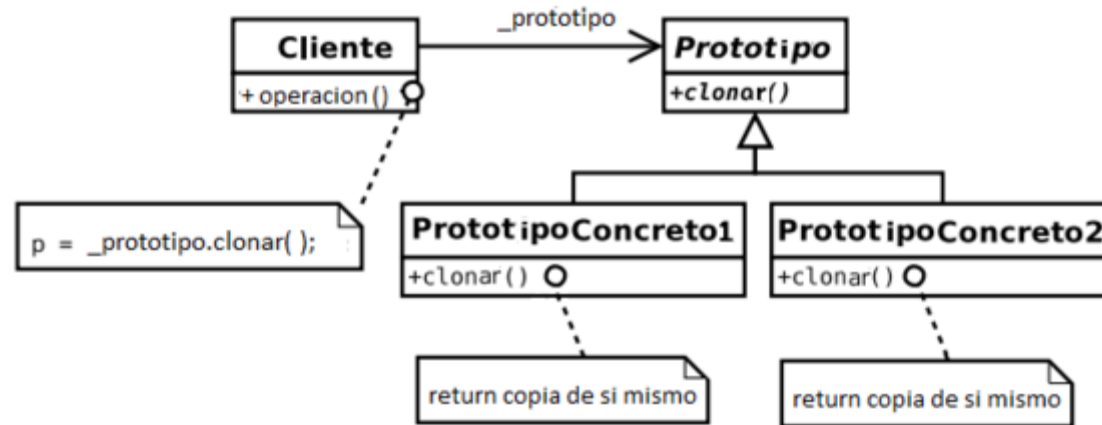 _prototipo
Cliente
+ operacion()
Prototipo
+clonar()
p = _prototipo.clonar( );
PrototipoConcreto1
+clonar()
PrototipoConcreto2
+clonar()
return copia de si mismo
return copia de si mismo